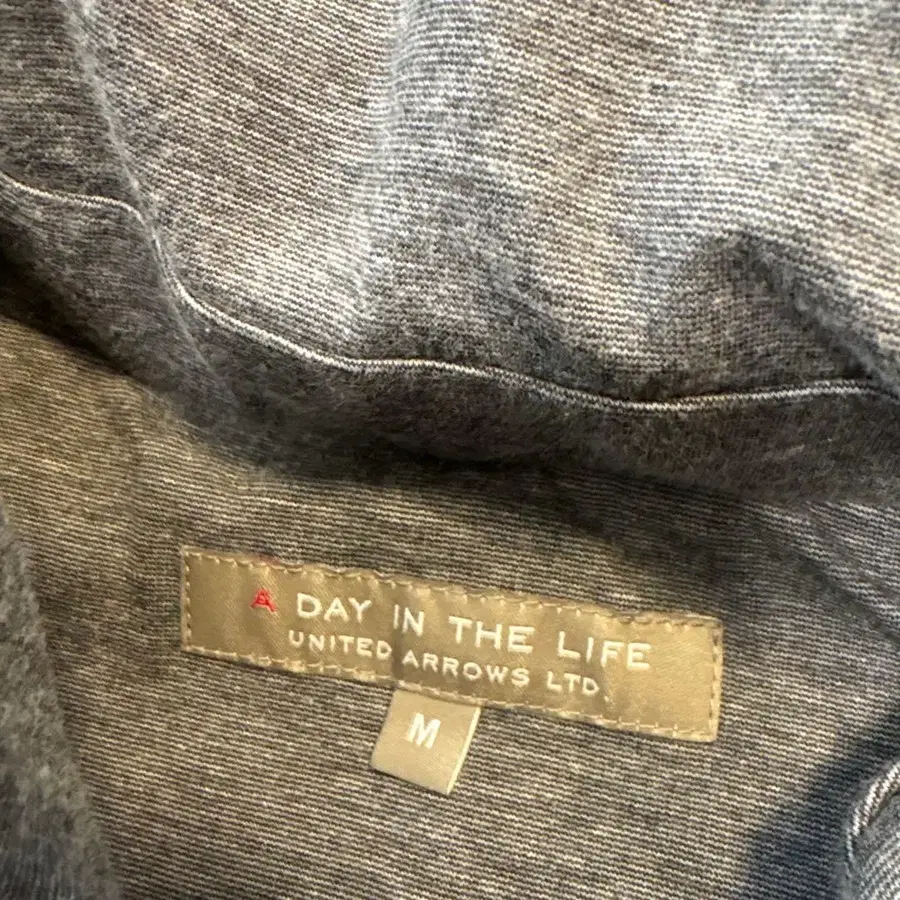 A DAY IN THE LIFE
UNITED ARROWS LTD.
M